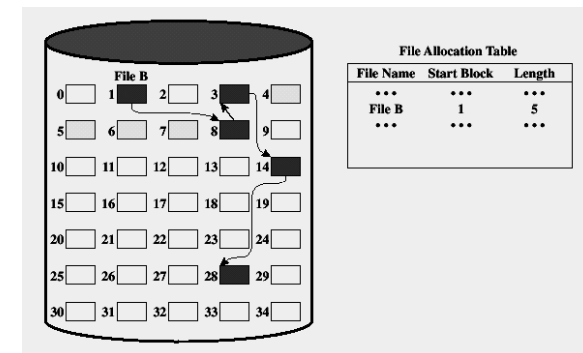 File Allocation Table
File Name Start Block Length
••• ••• •••
File B 1 5
••• ••• •••
File B
0 1 2 3 4
5 6 7 8 9
10 11 12 13 14
15 16 17 18 19
20 21 22 23 24
25 26 27 28 29
30 31 32 33 34